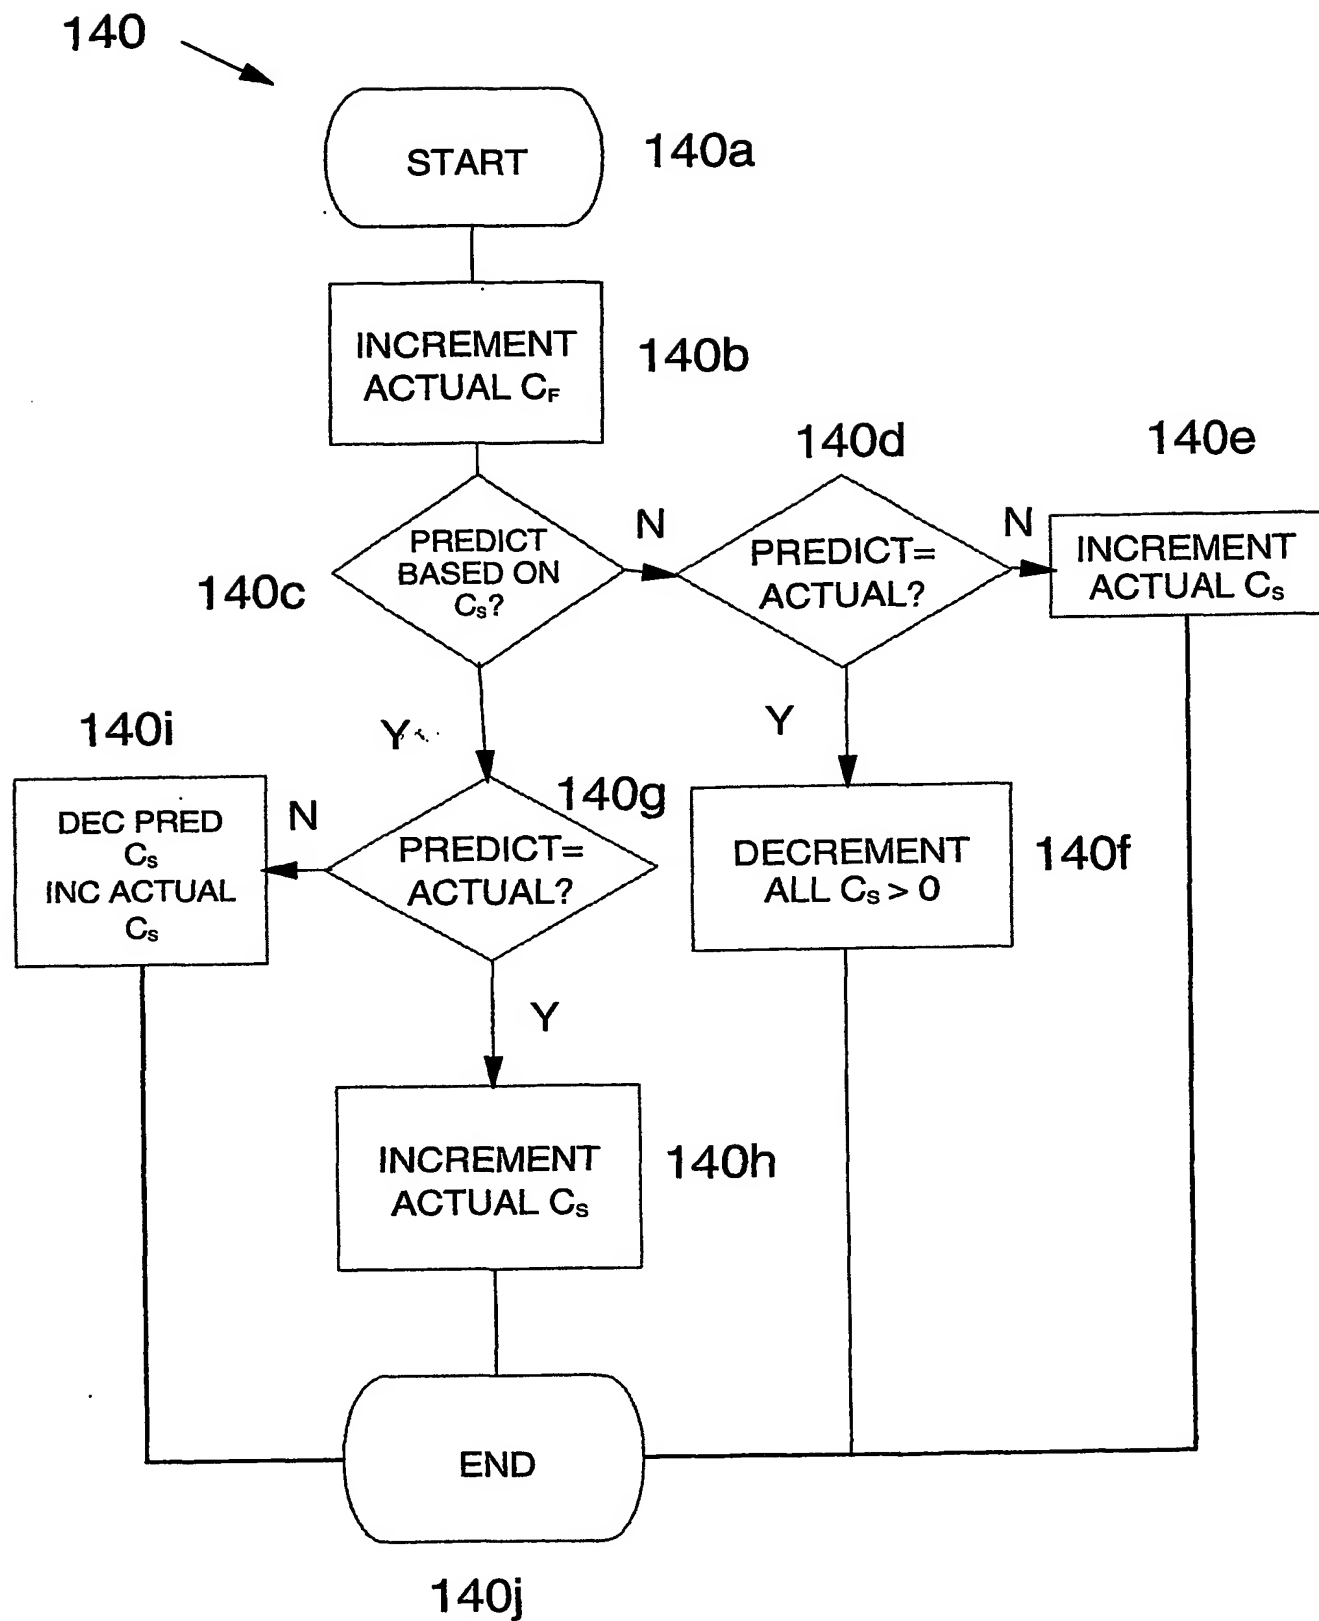 140
START
140a
INCREMENT
ACTUAL CF
140b
140d
140e
PREDICT
BASED ON
Cs?
140c
N
PREDICT=
ACTUAL?
N
INCREMENT
ACTUAL Cs
Y
Y
140i
140g
DEC PRED
Cs
INC ACTUAL
Cs
N
PREDICT=
ACTUAL?
DECREMENT
ALL Cs > 0
140f
Y
INCREMENT
ACTUAL Cs
140h
END
140j